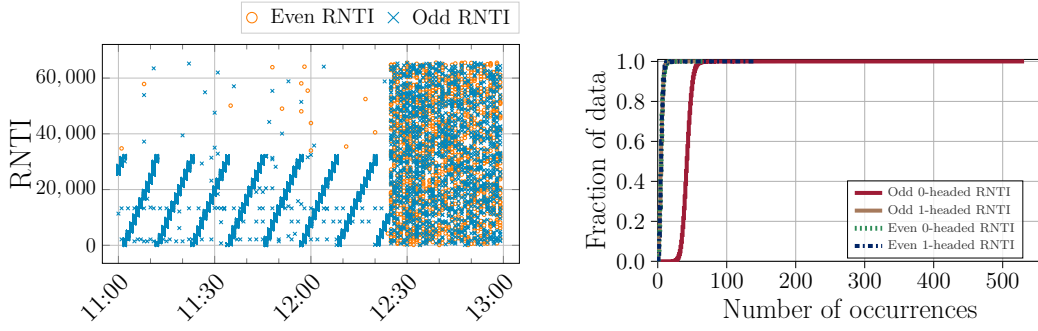 Even RNTI Odd RNTI
RNTI
60,000
40,000
20,000
0
11:00 11:30 12:00 12:30 13:00
Fraction of data
1.0
0.8
0.6
0.4
0.2
0.0
Odd 0-headed RNTI
Odd 1-headed RNTI
Even 0-headed RNTI
Even 1-headed RNTI
0 100 200 300 400 500
Number of occurrences